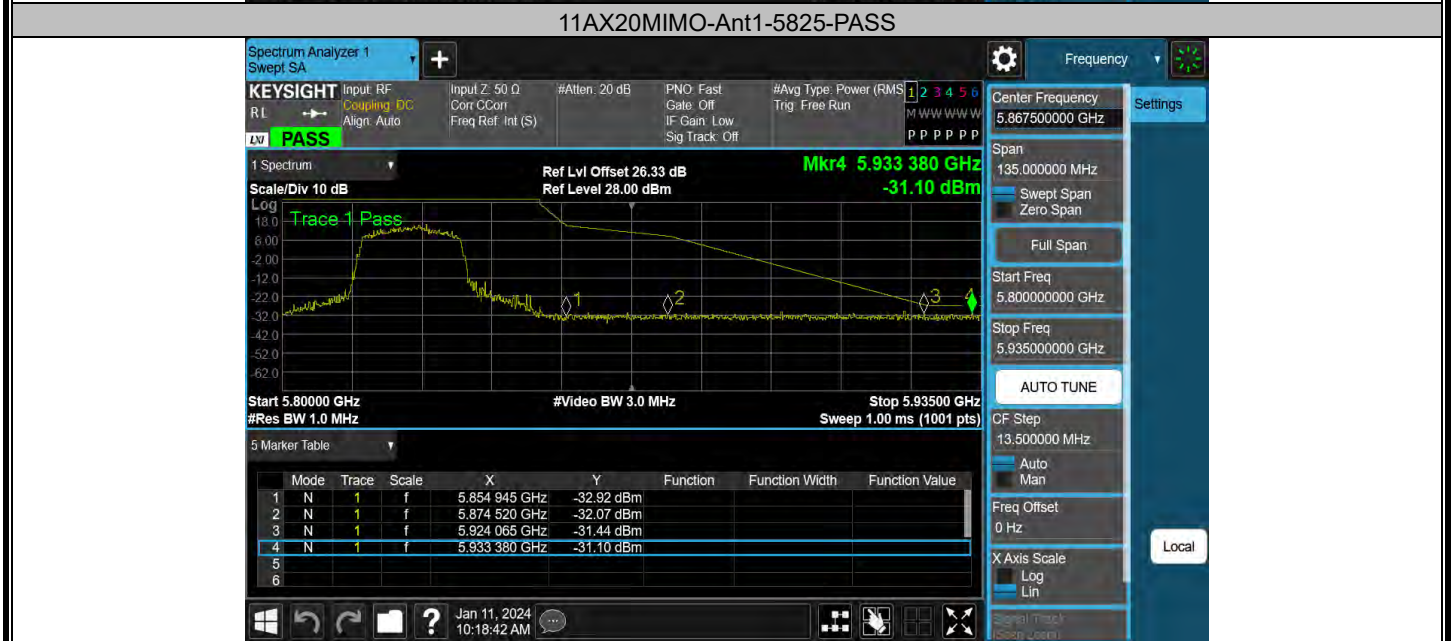 11AX20MIMO-Ant1-5825-PASS
Spectrum Analyzer 1
Swept SA
Frequency
KEYSIGHT
RL
LXI PASS
Input: RF
Coupling: DC
Align: Auto
Input Z: 50 Ω
Corr CCorr
Freq Ref: Int (S)
#Atten: 20 dB
PNO: Fast
Gate: Off
IF Gain: Low
Sig Track: Off
#Avg Type: Power (RMS
Trig: Free Run
1 2 3 4 5 6
M W W W W W
P P P P P P
1 Spectrum
Scale/Div 10 dB
Ref Lvl Offset 26.33 dB
Ref Level 28.00 dBm
Mkr4 5.933 380 GHz
-31.10 dBm
Log
Trace 1 Pass
18.0
8.00
-2.00
-12.0
-22.0
-32.0
-42.0
-52.0
-62.0
1
2
3
4
Start 5.80000 GHz
#Res BW 1.0 MHz
#Video BW 3.0 MHz
Stop 5.93500 GHz
Sweep 1.00 ms (1001 pts)
5 Marker Table
Mode Trace Scale X Y Function Function Width Function Value
1 N 1 f 5.854 945 GHz -32.92 dBm
2 N 1 f 5.874 520 GHz -32.07 dBm
3 N 1 f 5.924 065 GHz -31.44 dBm
4 N 1 f 5.933 380 GHz -31.10 dBm
5
6
Jan 11, 2024
10:18:42 AM
Center Frequency
5.867500000 GHz
Settings
Span
135.000000 MHz
Swept Span
Zero Span
Full Span
Start Freq
5.800000000 GHz
Stop Freq
5.935000000 GHz
AUTO TUNE
CF Step
13.500000 MHz
Auto
Man
Freq Offset
0 Hz
X Axis Scale
Log
Lin
Signal Track
(Span Zoom)
Local